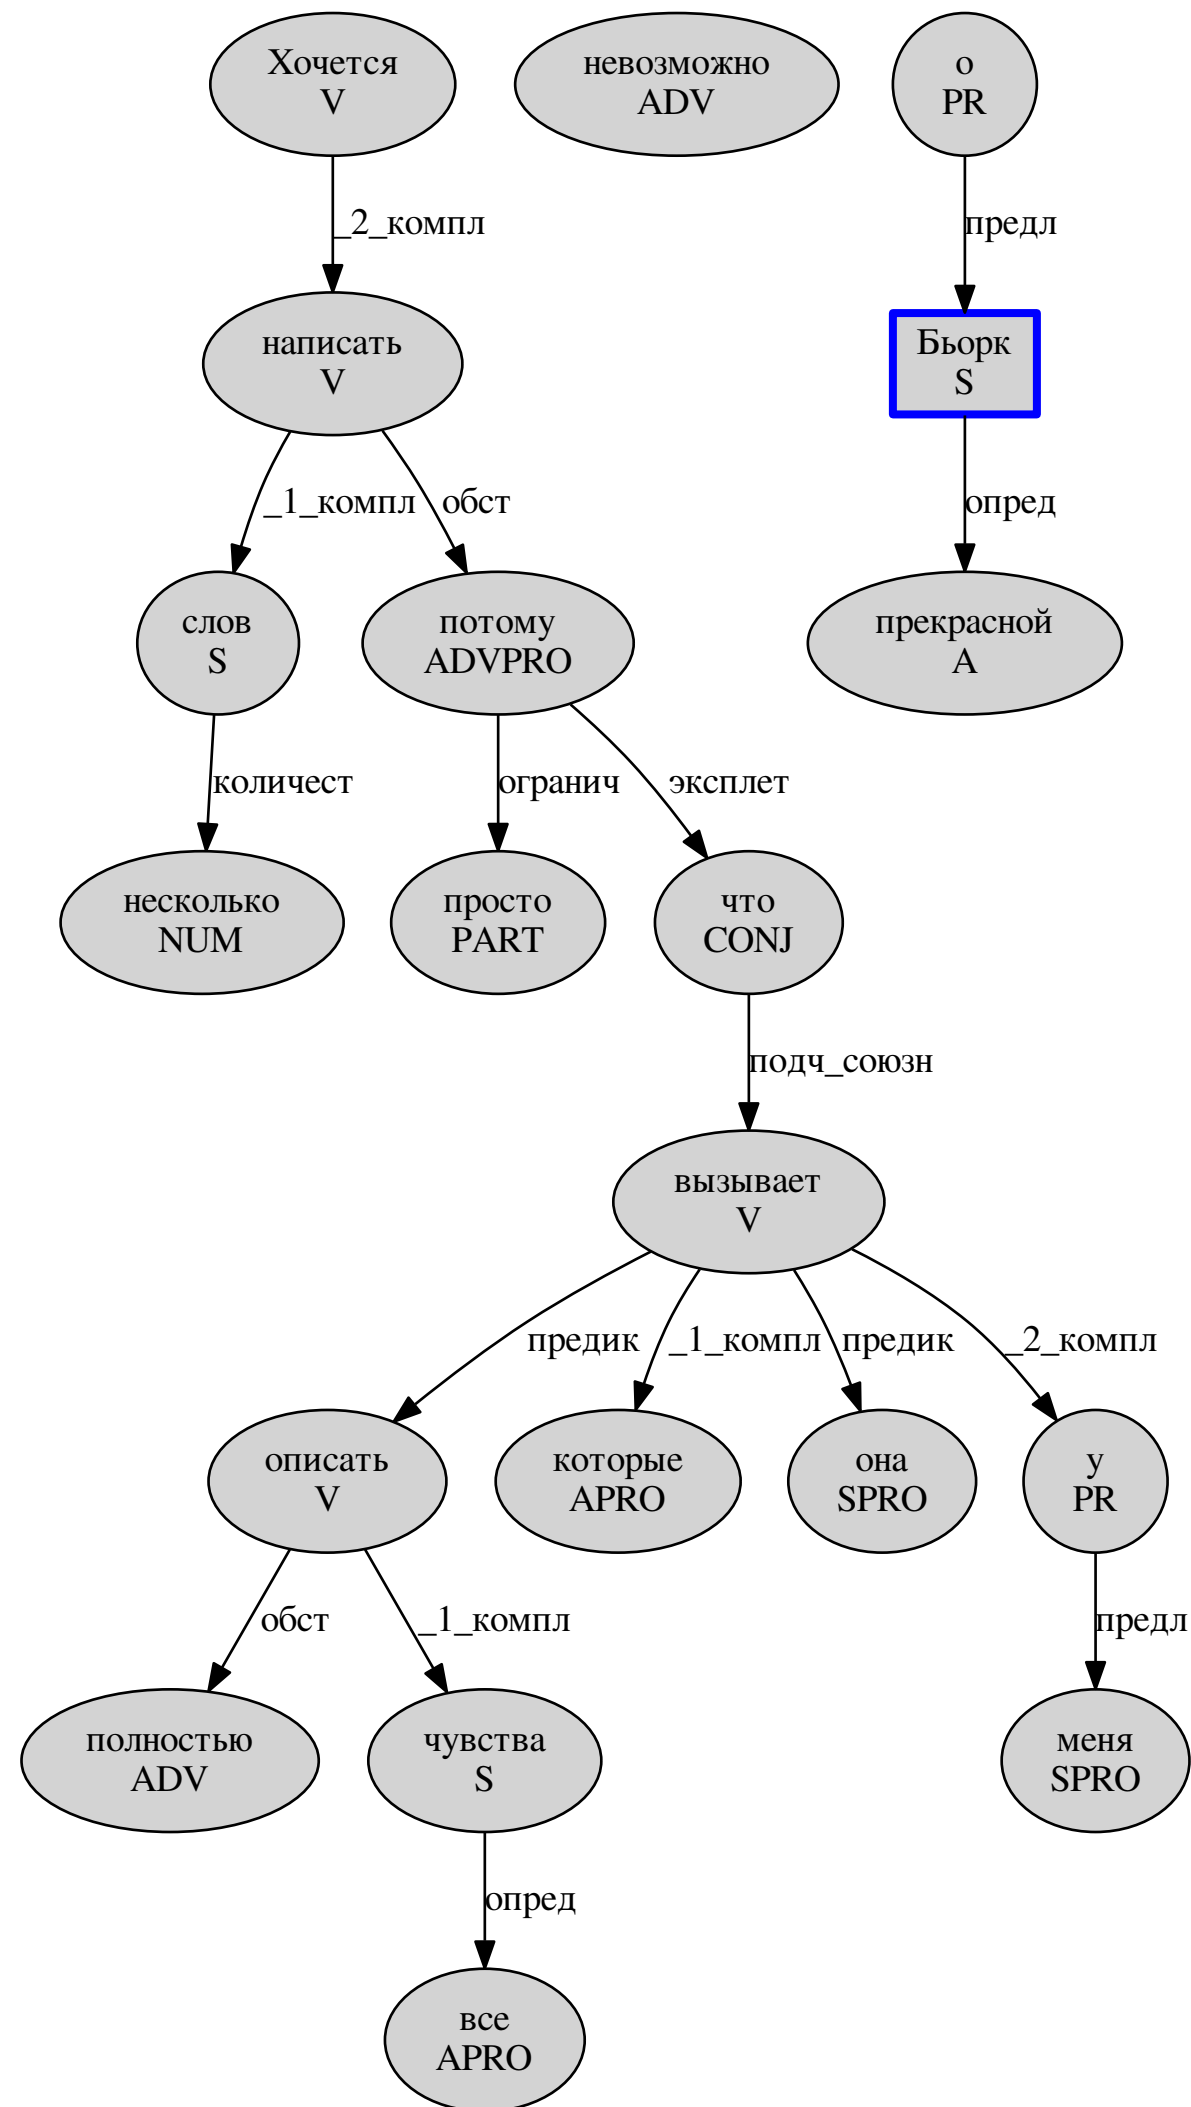 Хочется
V
невозможно
ADV
о
PR
_2_компл
предл
написать
V
Бьорк
S
_1_компл
обст
опред
слов
S
потому
ADVPRO
прекрасной
A
количест
огранич
эксплет
несколько
NUM
просто
PART
что
CONJ
подч_союзн
вызывает
V
предик
_1_компл
предик
_2_компл
описать
V
которые
APRO
она
SPRO
у
PR
обст
_1_компл
предл
полностью
ADV
чувства
S
меня
SPRO
опред
все
APRO